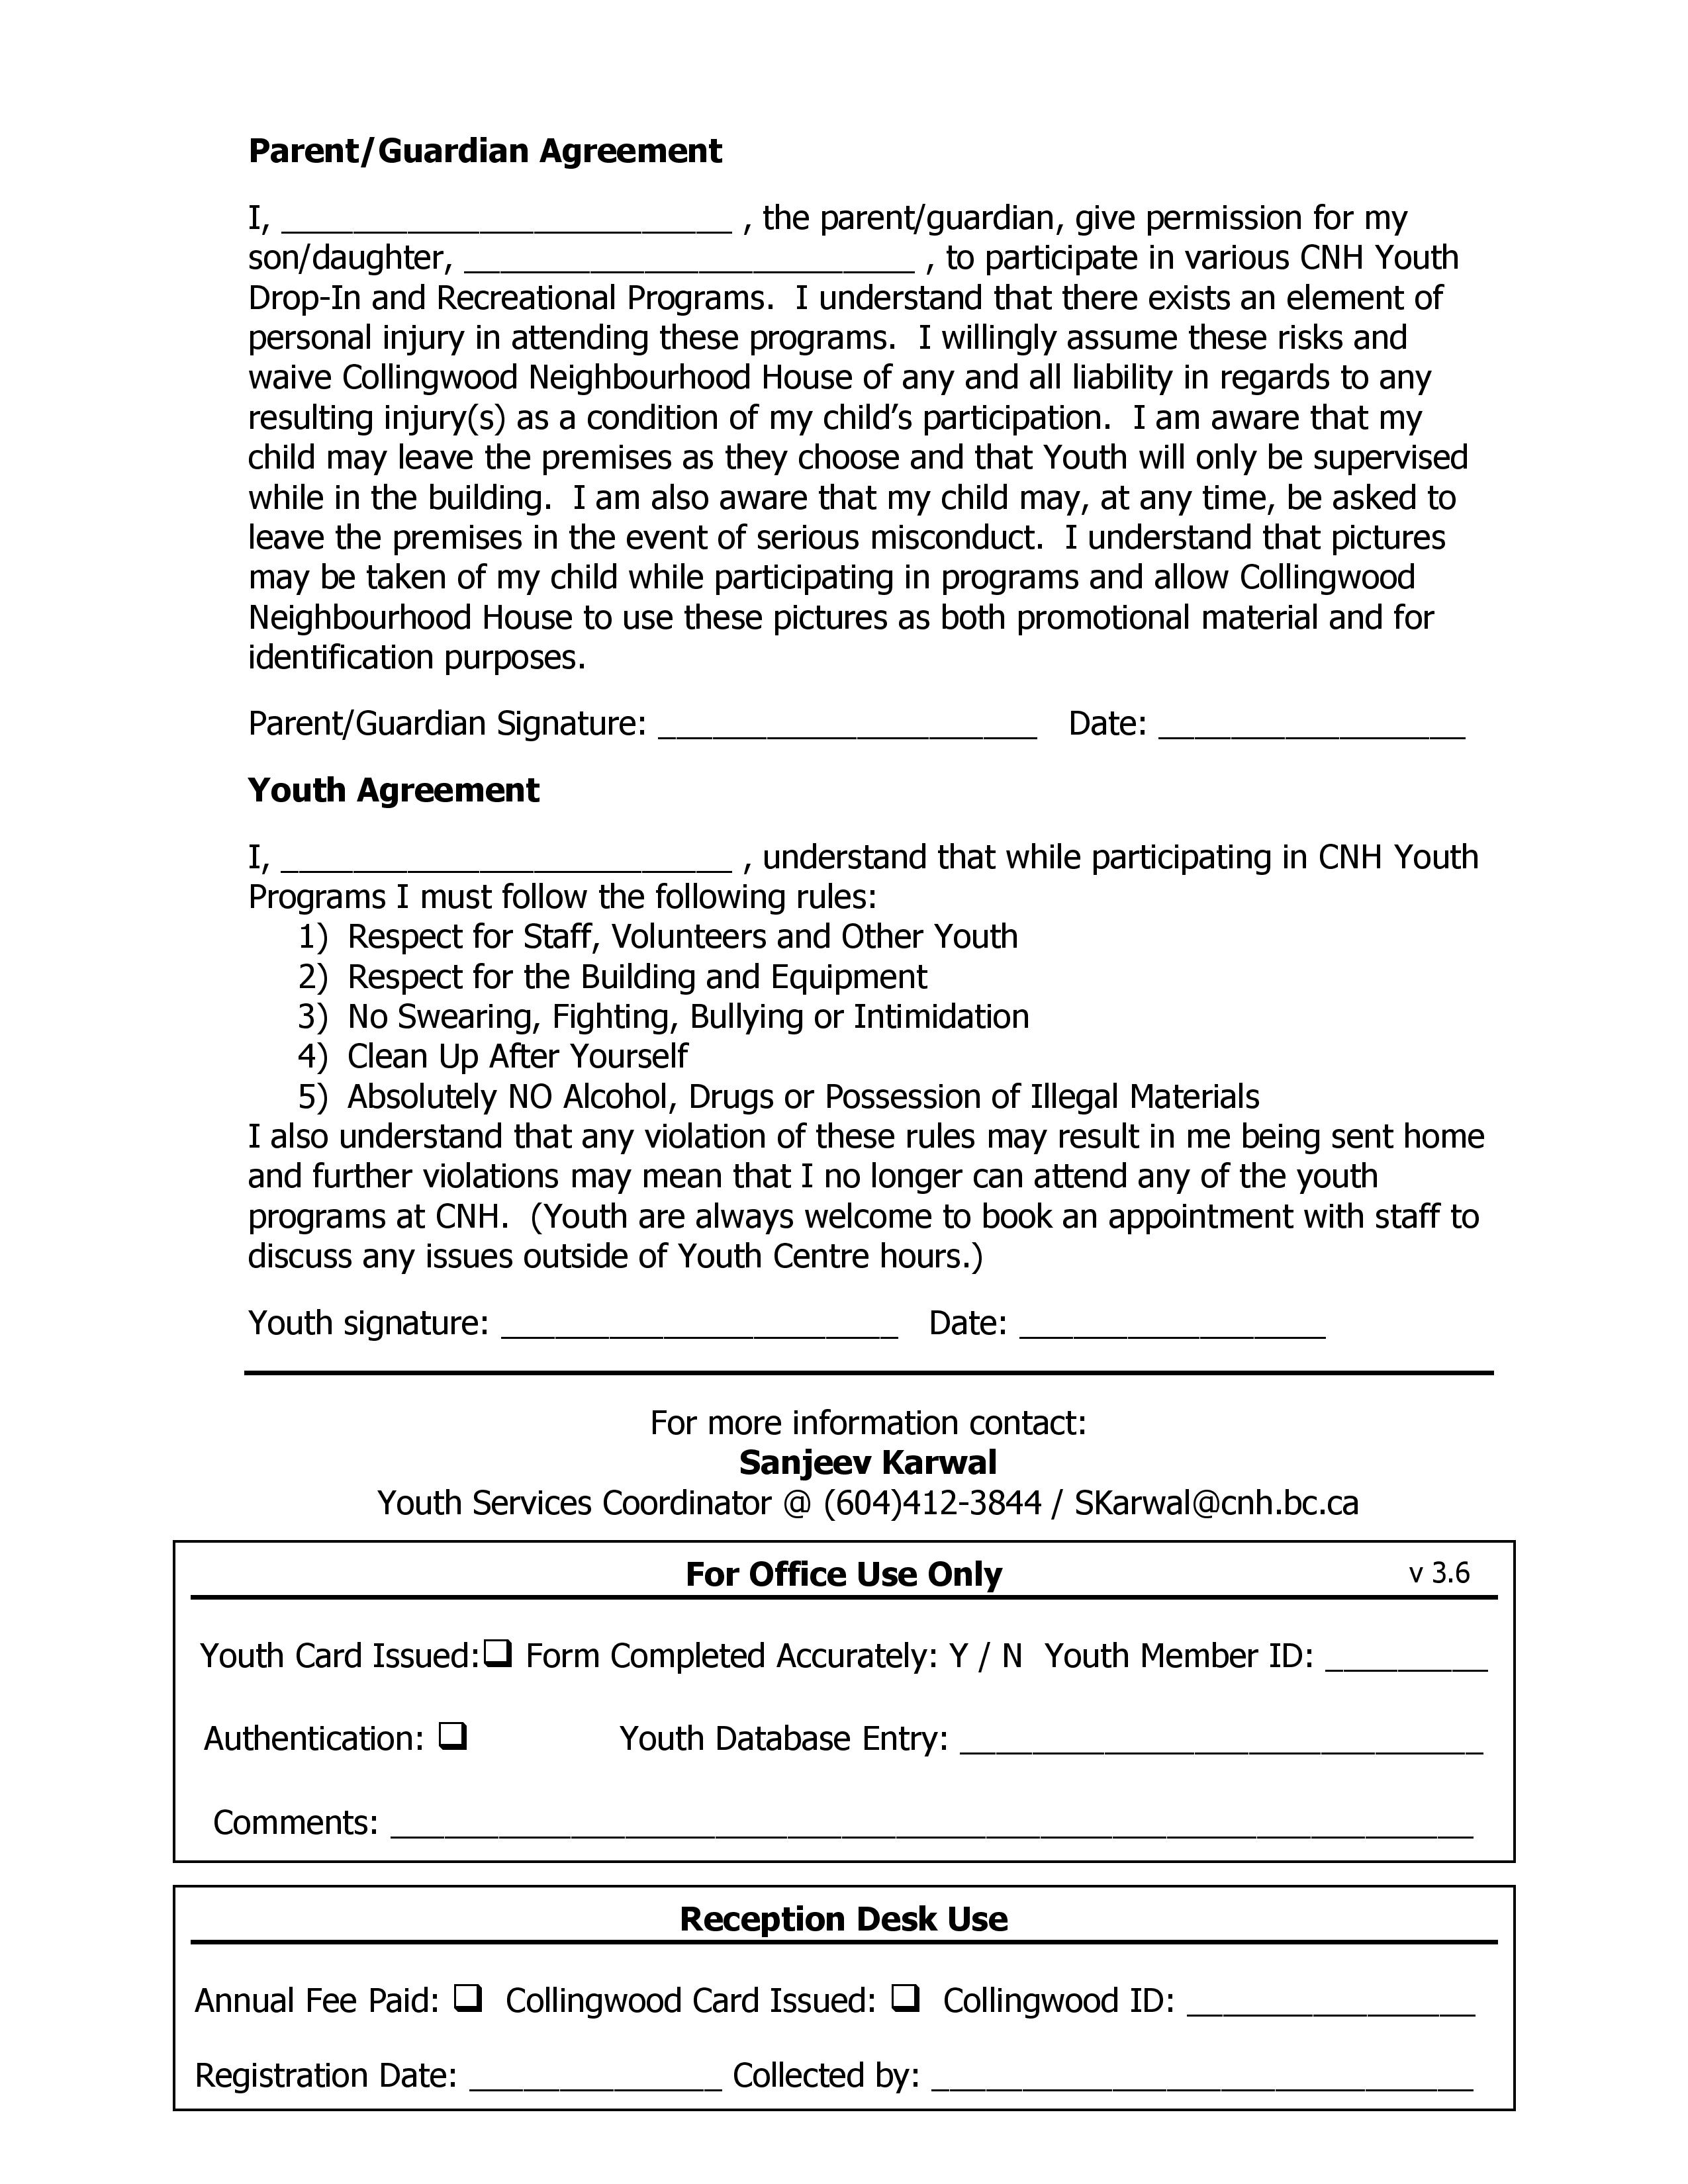 Parent/Guardian Agreement
I, _________________________ , the parent/guardian, give permission for my
son/daughter, _________________________ , to participate in various CNH Youth
Drop-In and Recreational Programs.  I understand that there exists an element of
personal injury in attending these programs.  I willingly assume these risks and
waive Collingwood Neighbourhood House of any and all liability in regards to any
resulting injury(s) as a condition of my child’s participation.  I am aware that my
child may leave the premises as they choose and that Youth will only be supervised
while in the building.  I am also aware that my child may, at any time, be asked to
leave the premises in the event of serious misconduct.  I understand that pictures
may be taken of my child while participating in programs and allow Collingwood
Neighbourhood House to use these pictures as both promotional material and for
identification purposes.
Parent/Guardian Signature: _____________________   Date: _________________
Youth Agreement
I, _________________________ , understand that while participating in CNH Youth
Programs I must follow the following rules:
1)  Respect for Staff, Volunteers and Other Youth
2)  Respect for the Building and Equipment
3)  No Swearing, Fighting, Bullying or Intimidation
4)  Clean Up After Yourself
5)  Absolutely NO Alcohol, Drugs or Possession of Illegal Materials
I also understand that any violation of these rules may result in me being sent home
and further violations may mean that I no longer can attend any of the youth
programs at CNH.  (Youth are always welcome to book an appointment with staff to
discuss any issues outside of Youth Centre hours.)
Youth signature: ______________________   Date: _________________
For more information contact:
Sanjeev Karwal
Youth Services Coordinator @ (604)412-3844 / SKarwal@cnh.bc.ca
For Office Use Only v 3.6
Youth Card Issued:❑ Form Completed Accurately: Y / N  Youth Member ID: _________
Authentication: ❑ Youth Database Entry: _____________________________
Comments: ____________________________________________________________
Reception Desk Use
Annual Fee Paid: ❑  Collingwood Card Issued: ❑  Collingwood ID: ________________
Registration Date: ______________ Collected by: ______________________________